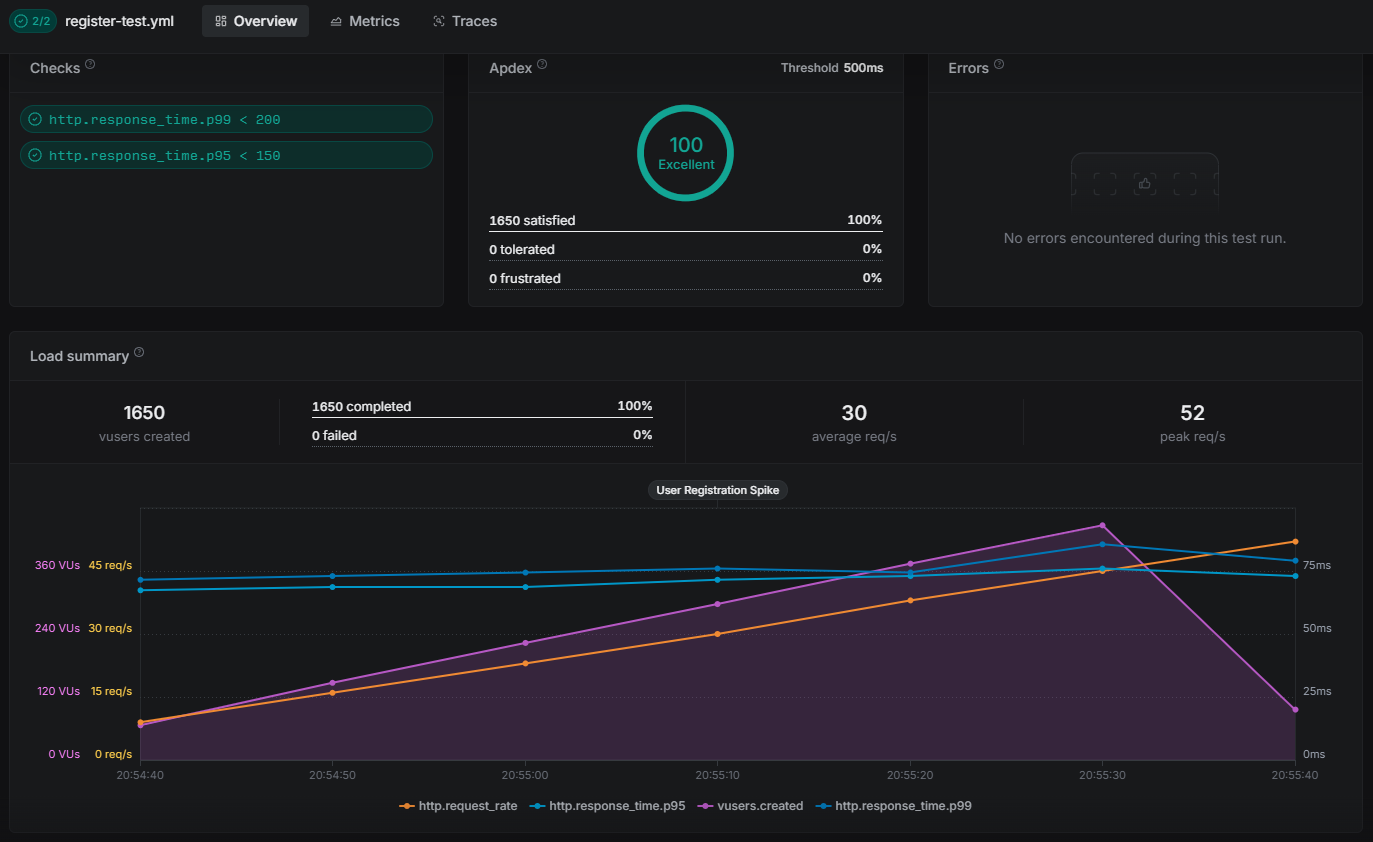 2/2 register-test.yml Overview Metrics Traces
Checks
http.response_time.p99 < 200
http.response_time.p95 < 150
Apdex Threshold 500ms
100
Excellent
1650 satisfied 100%
0 tolerated 0%
0 frustrated 0%
Errors
No errors encountered during this test run.
Load summary
1650
vusers created
1650 completed 100%
0 failed 0%
30
average req/s
52
peak req/s
User Registration Spike
360 VUs 45 req/s 75ms
240 VUs 30 req/s 50ms
120 VUs 15 req/s 25ms
0 VUs 0 req/s 0ms
20:54:40 20:54:50 20:55:00 20:55:10 20:55:20 20:55:30 20:55:40
http.request_rate http.response_time.p95 vusers.created http.response_time.p99